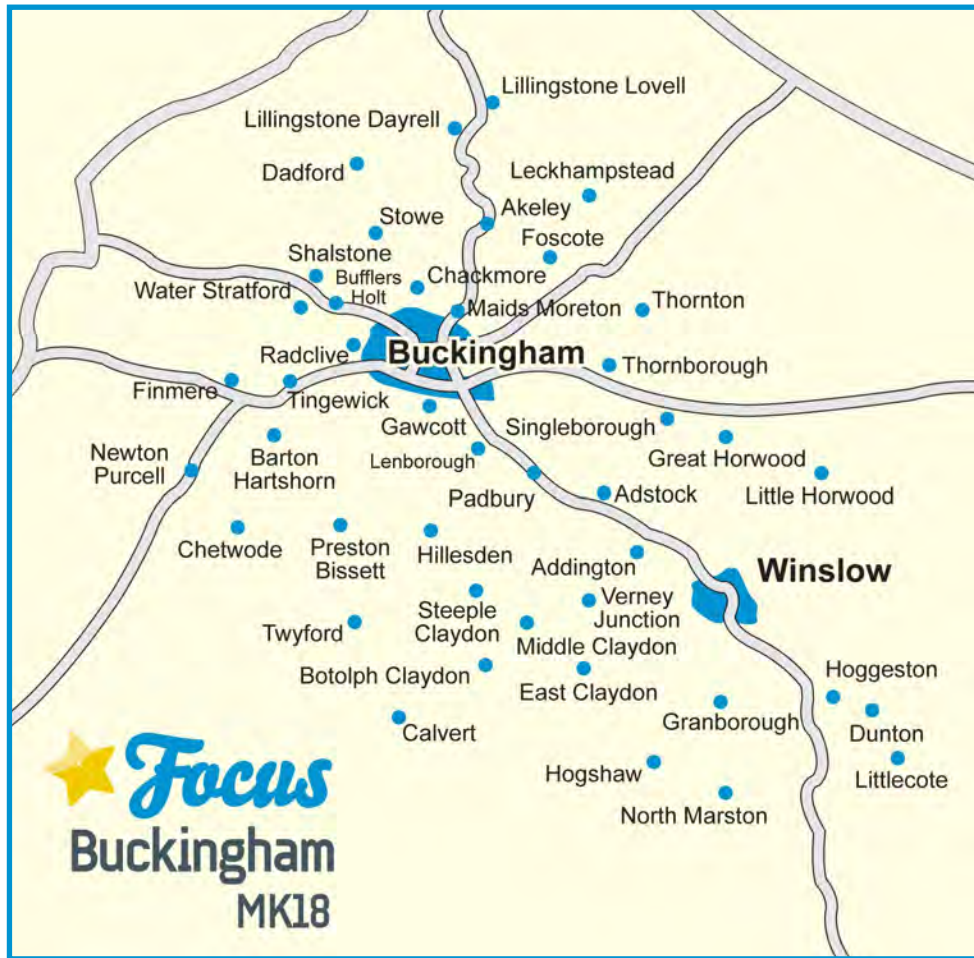 Lillingstone Lovell
Lillingstone Dayrell
Dadford
Leckhampstead
Akeley
Stowe
Foscote
Shalstone
Bufflers
Holt
Chackmore
Water Stratford
Maids Moreton
Thornton
Radclive
Buckingham
Thornborough
Finmere
Tingewick
Gawcott
Singleborough
Newton
Purcell
Barton
Hartshorn
Lenborough
Great Horwood
Padbury
Adstock
Little Horwood
Chetwode
Preston
Bissett
Hillesden
Addington
Winslow
Steeple
Claydon
Verney
Junction
Twyford
Middle Claydon
Botolph Claydon
East Claydon
Hoggeston
Granborough
Dunton
Calvert
Hogshaw
Littlecote
North Marston
Focus
Buckingham
MK18